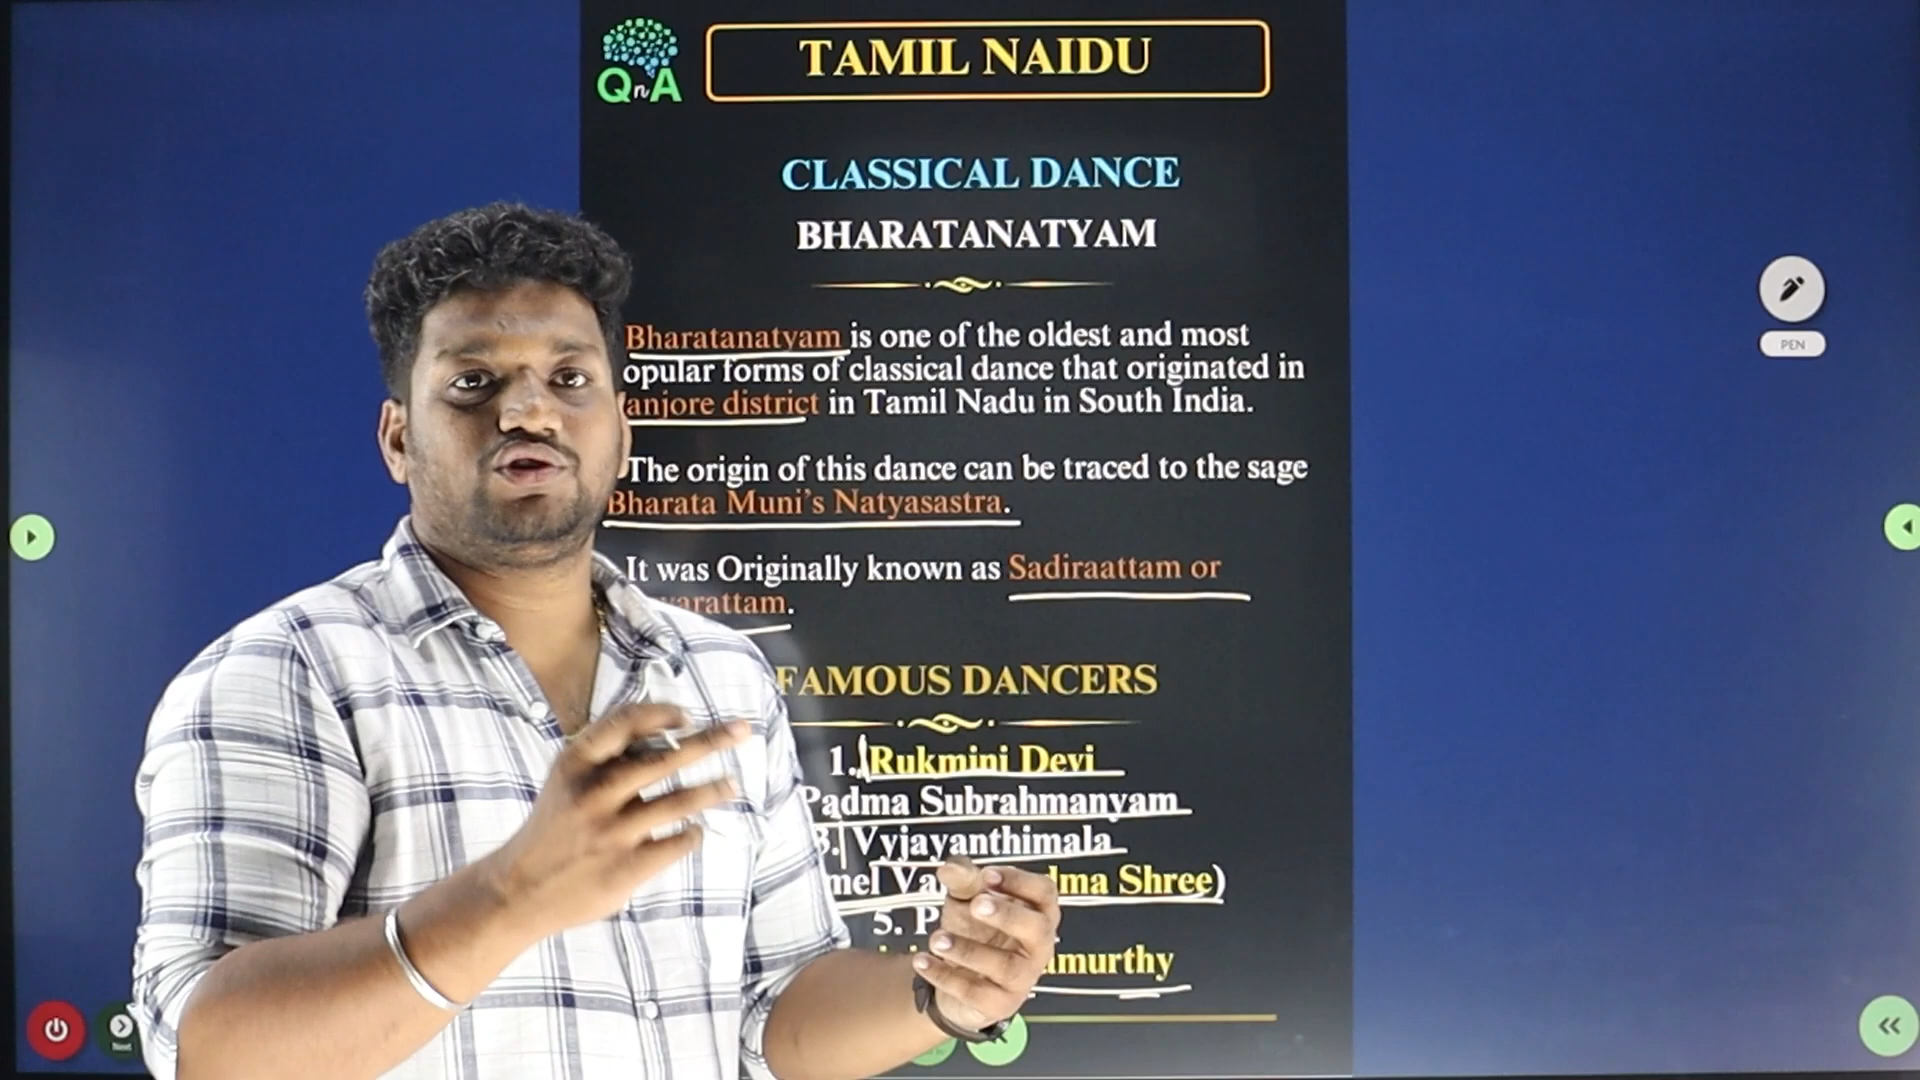 QnA
TAMIL NAIDU
CLASSICAL DANCE
BHARATANATYAM
Bharatanatyam is one of the oldest and most
opular forms of classical dance that originated in
anjore district in Tamil Nadu in South India.
The origin of this dance can be traced to the sage
Bharata Muni's Natyasastra.
It was Originally known as Sadiraattam or
FAMOUS DANCERS
1. Rukmini Devi
Padma Subrahmanyam
3. Vyjayanthimala
Shree)
5.
PEN
Next